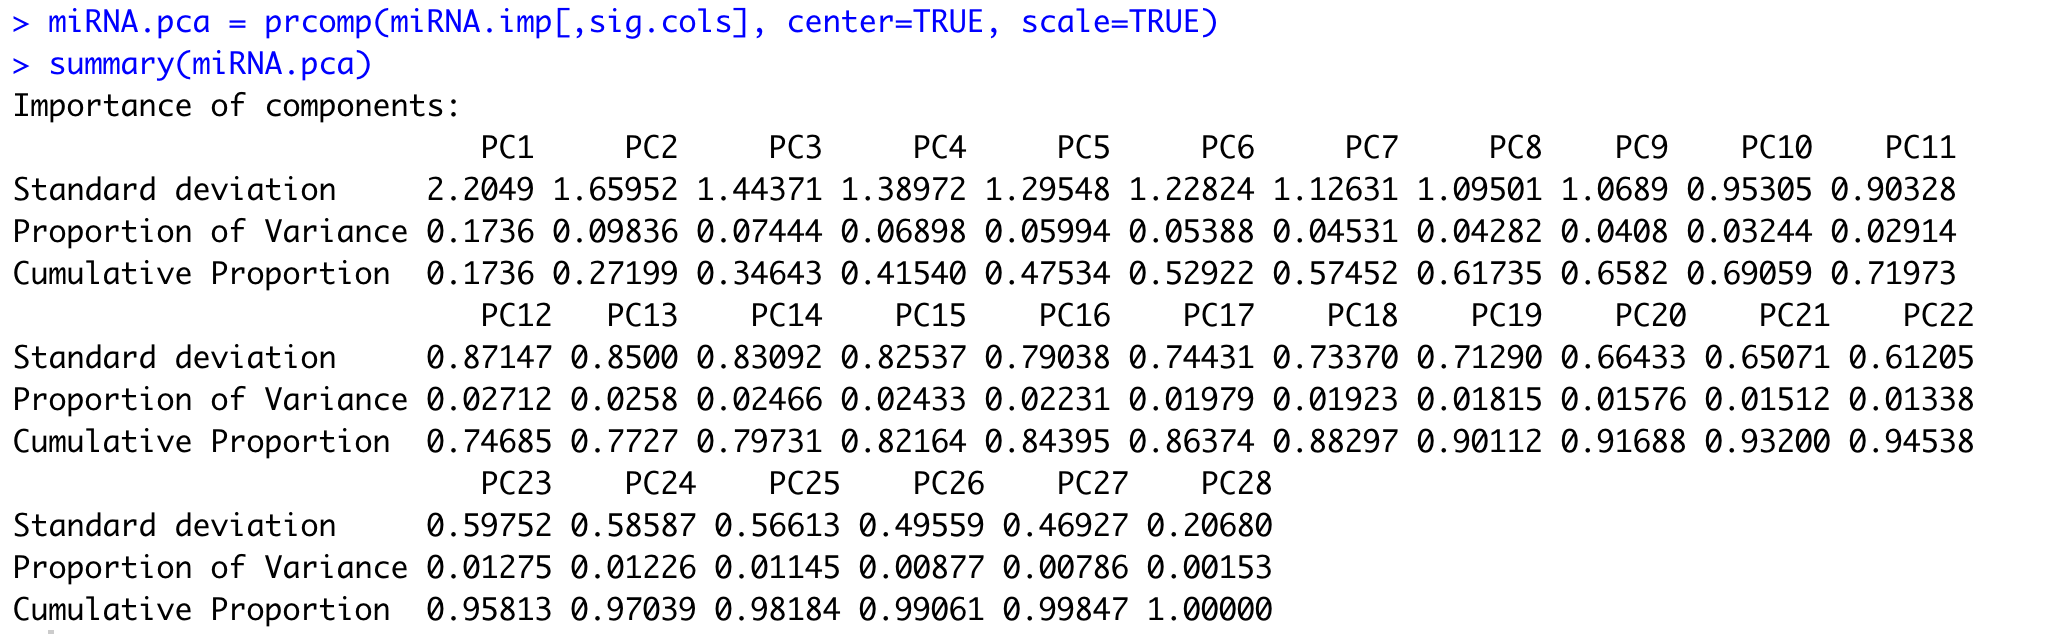 > miRNA.pca = prcomp(miRNA.imp[,sig.cols], center=TRUE, scale=TRUE)
> summary(miRNA.pca)
Importance of components:
                          PC1     PC2     PC3     PC4     PC5     PC6     PC7     PC8    PC9    PC10    PC11
Standard deviation     2.2049 1.65952 1.44371 1.38972 1.29548 1.22824 1.12631 1.09501 1.0689 0.95305 0.90328
Proportion of Variance 0.1736 0.09836 0.07444 0.06898 0.05994 0.05388 0.04531 0.04282 0.0408 0.03244 0.02914
Cumulative Proportion  0.1736 0.27199 0.34643 0.41540 0.47534 0.52922 0.57452 0.61735 0.6582 0.69059 0.71973
                          PC12   PC13    PC14    PC15    PC16    PC17    PC18    PC19    PC20    PC21    PC22
Standard deviation     0.87147 0.8500 0.83092 0.82537 0.79038 0.74431 0.73370 0.71290 0.66433 0.65071 0.61205
Proportion of Variance 0.02712 0.0258 0.02466 0.02433 0.02231 0.01979 0.01923 0.01815 0.01576 0.01512 0.01338
Cumulative Proportion  0.74685 0.7727 0.79731 0.82164 0.84395 0.86374 0.88297 0.90112 0.91688 0.93200 0.94538
                          PC23    PC24    PC25    PC26    PC27    PC28
Standard deviation     0.59752 0.58587 0.56613 0.49559 0.46927 0.20680
Proportion of Variance 0.01275 0.01226 0.01145 0.00877 0.00786 0.00153
Cumulative Proportion  0.95813 0.97039 0.98184 0.99061 0.99847 1.00000